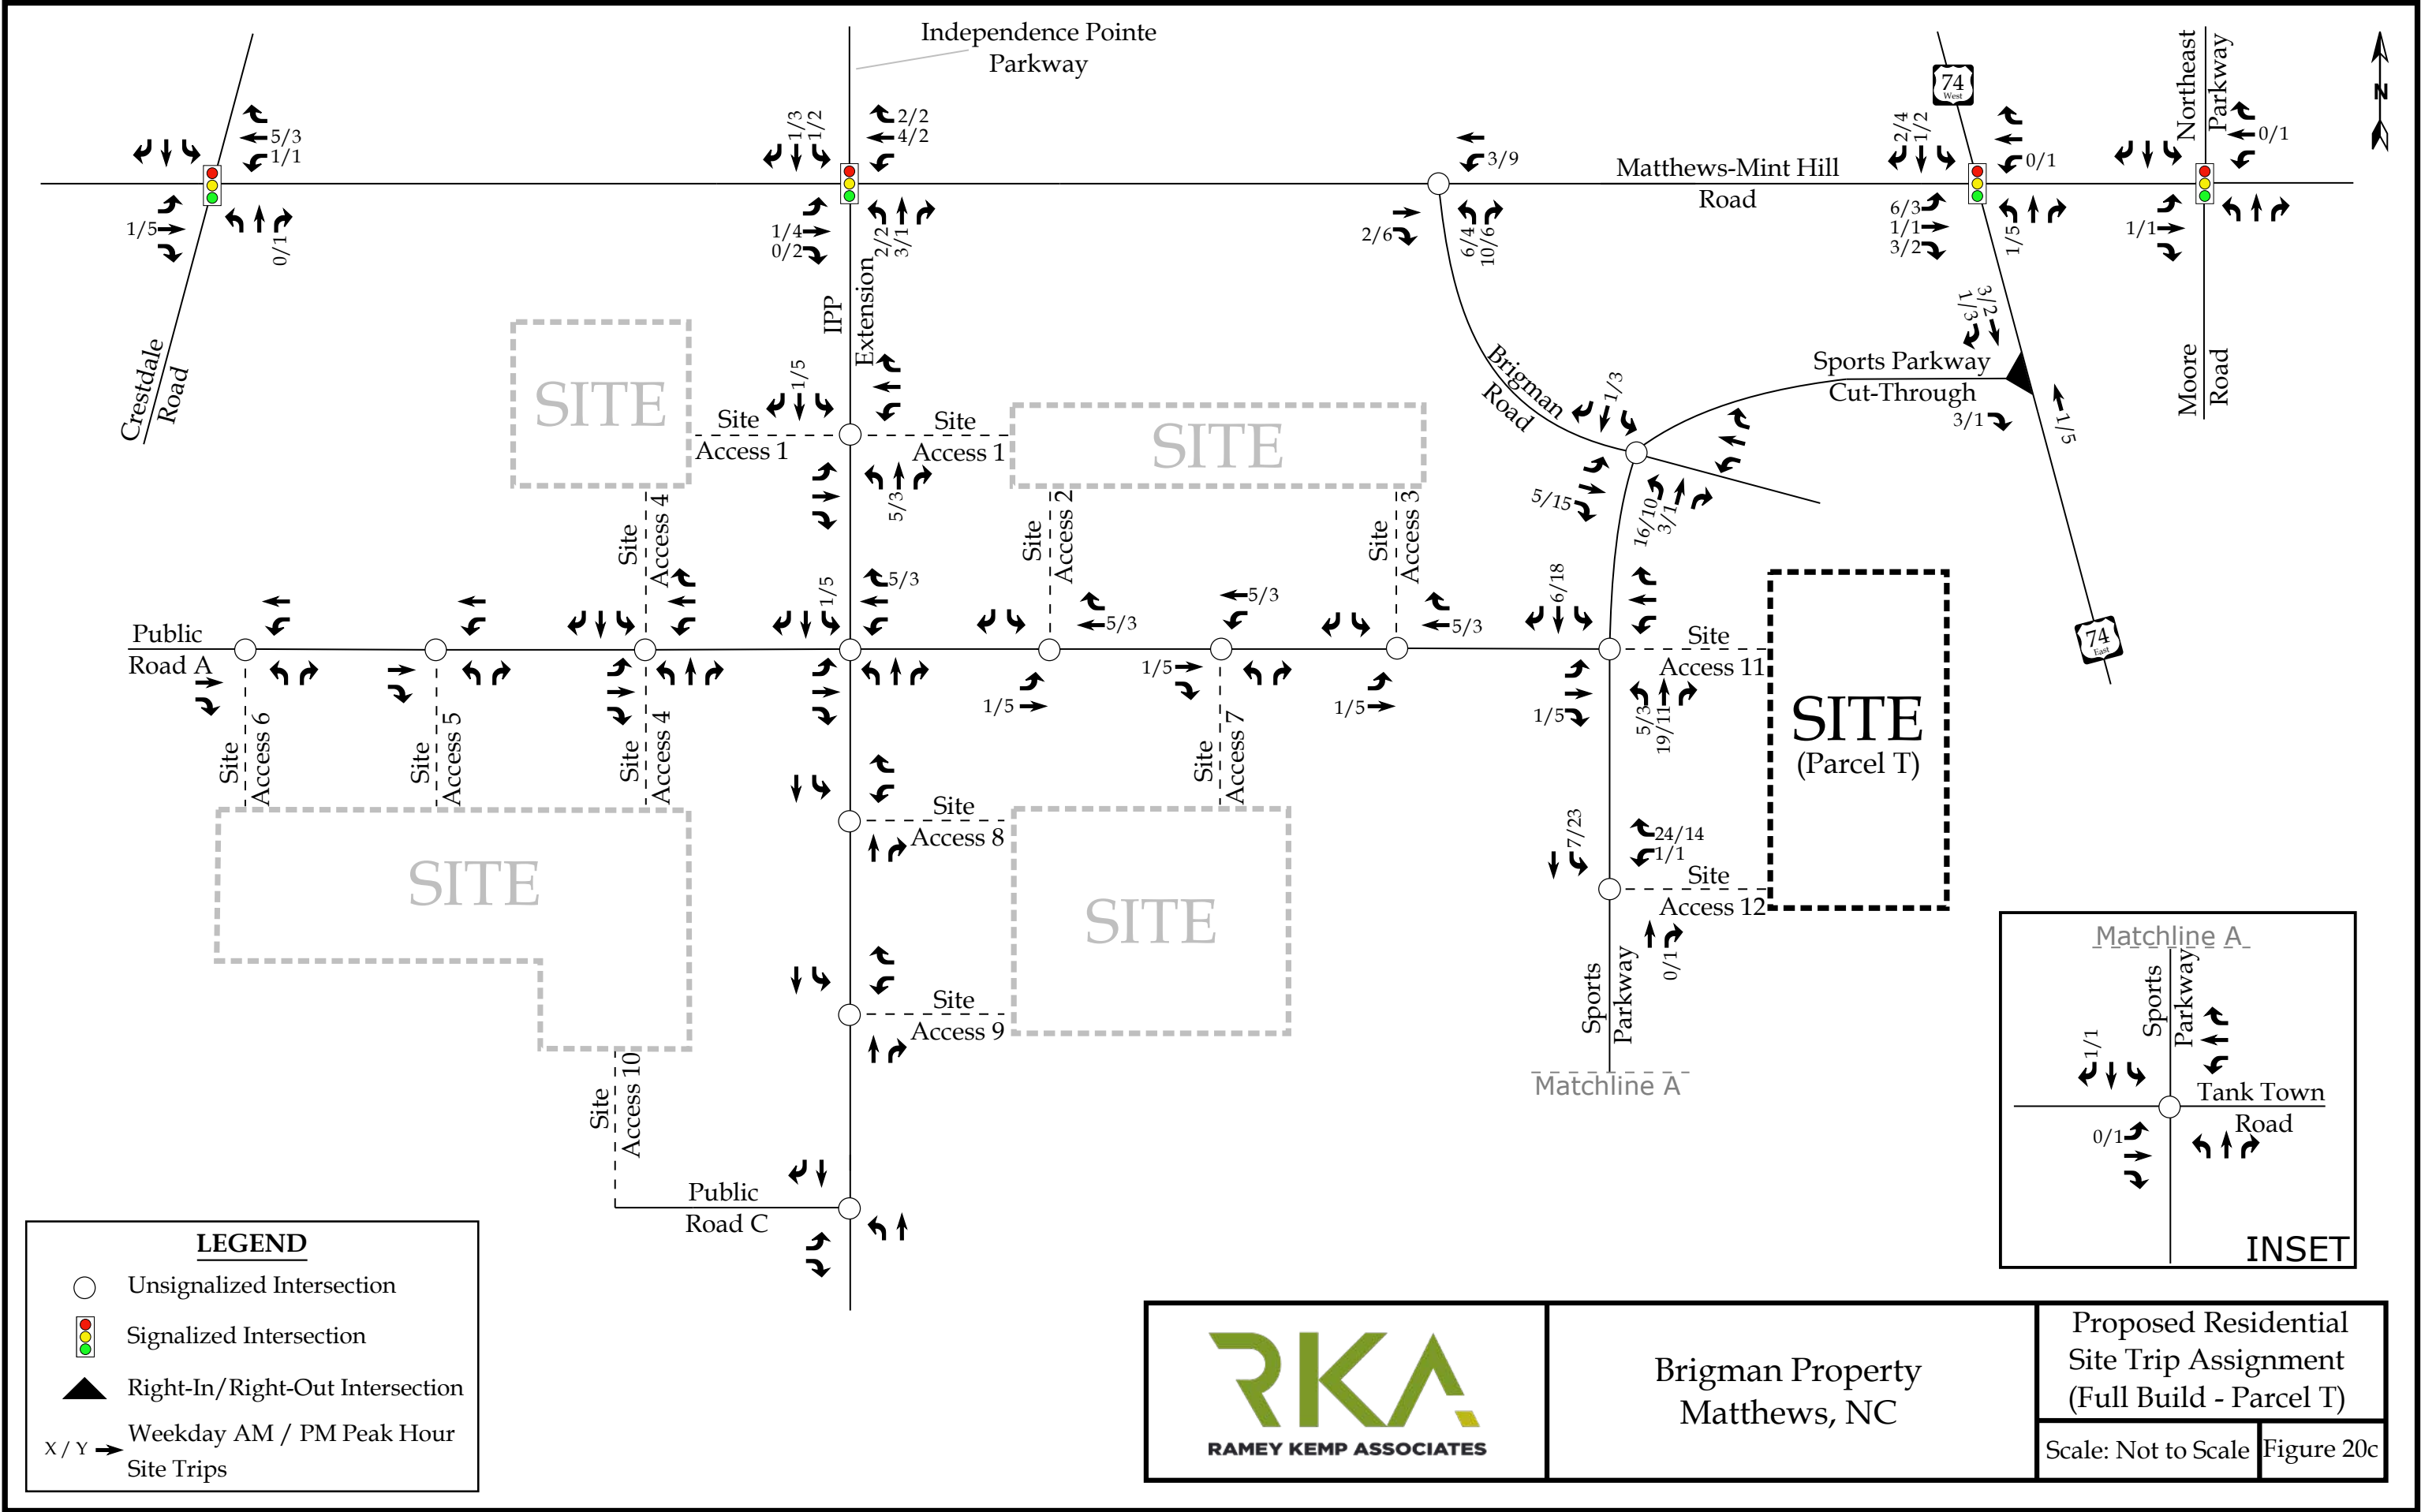 Independence Pointe
Parkway
74
West
Northeast
Parkway
N
5/3
1/1
1/3
1/2
2/2
4/2
3/9
Matthews-Mint Hill
Road
2/4
1/2
0/1
0/1
1/5
0/1
1/4
0/2
2/2
3/1
2/6
6/4
10/6
6/3
1/1
3/2
1/5
1/1
Crestdale
Road
IPP
Extension
3/2
1/3
Moore
Road
SITE
1/5
Brigman
Road
1/3
Sports Parkway
Cut-Through
3/1
1/5
Site
Access 1
Site
Access 1
SITE
5/3
5/15
16/10
3/1
Site
Access 4
Site
Access 2
Site
Access 3
1/5
5/3
5/3
5/3
5/3
6/18
Public
Road A
1/5
1/5
1/5
1/5
5/3
19/11
Site
Access 11
SITE
(Parcel T)
74
East
Site
Access 6
Site
Access 5
Site
Access 4
Site
Access 7
Site
Access 8
7/23
24/14
1/1
Site
Access 12
0/1
SITE
SITE
Site
Access 9
Sports
Parkway
Matchline A
Site
Access 10
Public
Road C
Matchline A
Sports
Parkway
1/1
Tank Town
Road
0/1
INSET
LEGEND
Unsignalized Intersection
Signalized Intersection
Right-In/Right-Out Intersection
X / Y
Weekday AM / PM Peak Hour
Site Trips
RKA
RAMEY KEMP ASSOCIATES
Brigman Property
Matthews, NC
Proposed Residential
Site Trip Assignment
(Full Build - Parcel T)
Scale: Not to Scale
Figure 20c